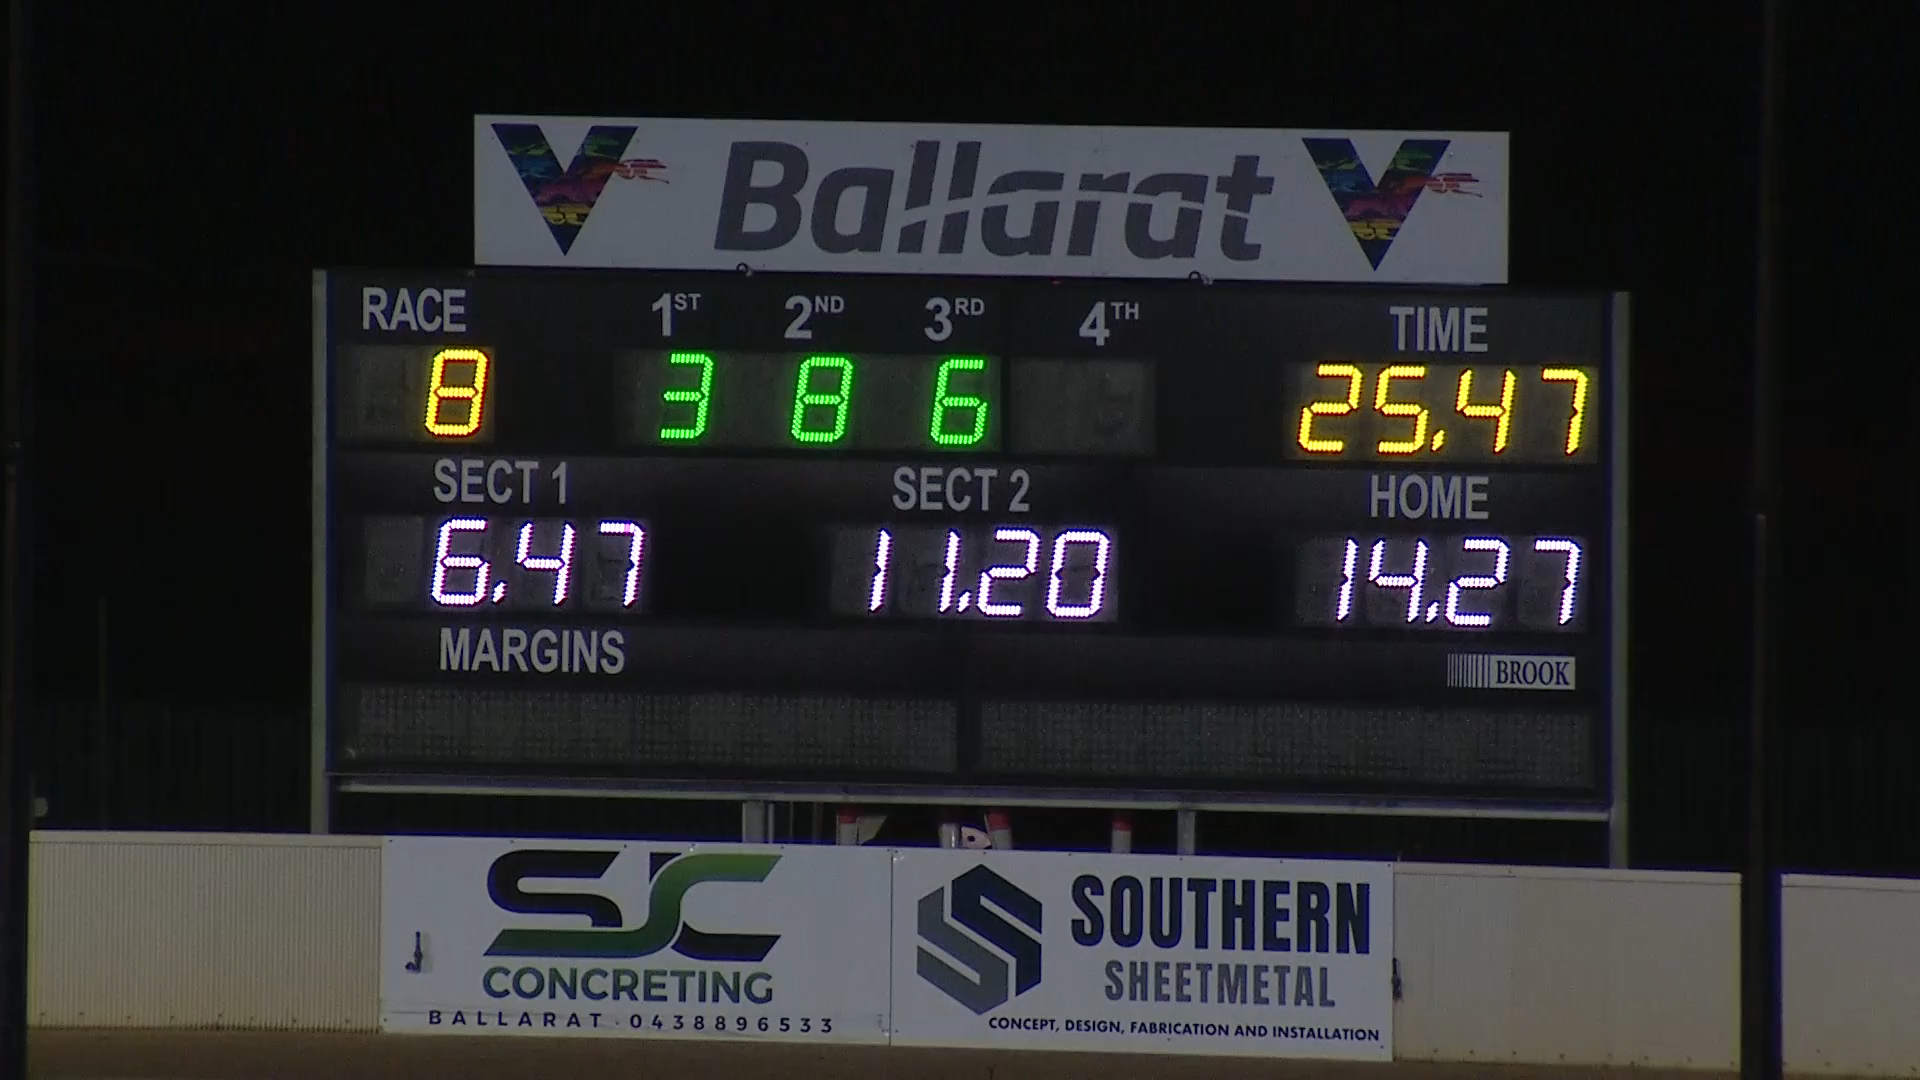 Ballarat
RACE 1ST 2ND 3RD 4TH TIME
8 3 8 6 25.47
SECT 1 SECT 2 HOME
6.47 11.20 14.27
MARGINS
BROOK
SJC
CONCRETING
BALLARAT · 0438896533
SOUTHERN
SHEETMETAL
CONCEPT, DESIGN, FABRICATION AND INSTALLATION